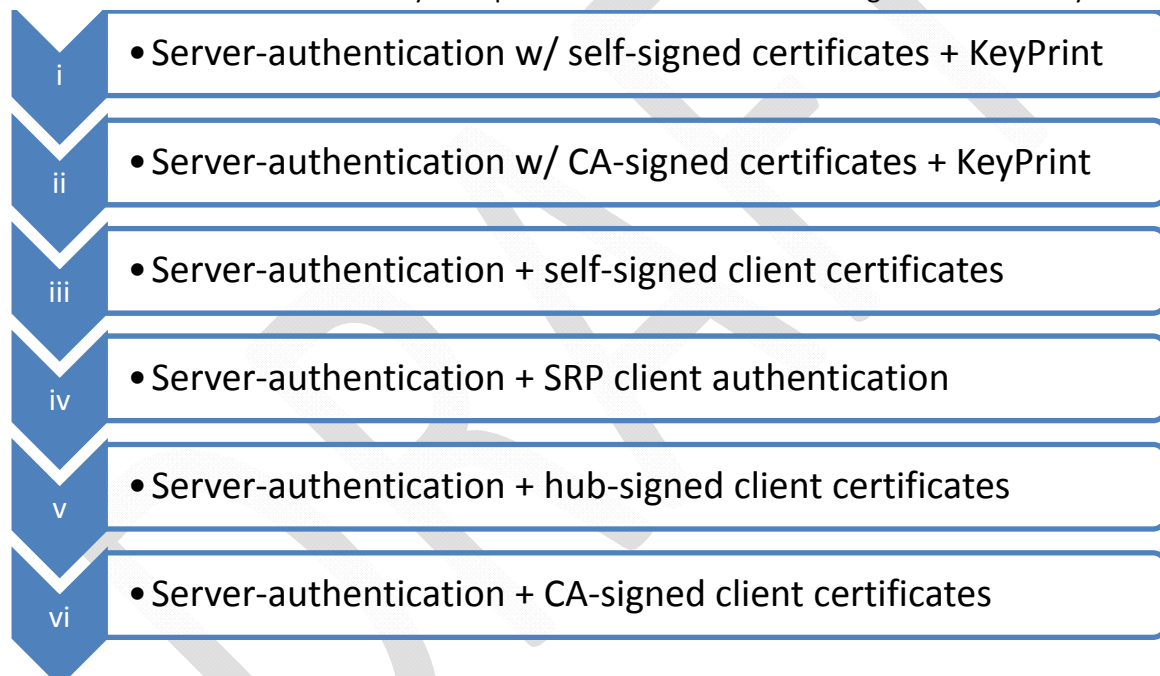 i
• Server-authentication w/ self-signed certificates + KeyPrint
ii
• Server-authentication w/ CA-signed certificates + KeyPrint
iii
• Server-authentication + self-signed client certificates
iv
• Server-authentication + SRP client authentication
v
• Server-authentication + hub-signed client certificates
vi
• Server-authentication + CA-signed client certificates
DRAFT